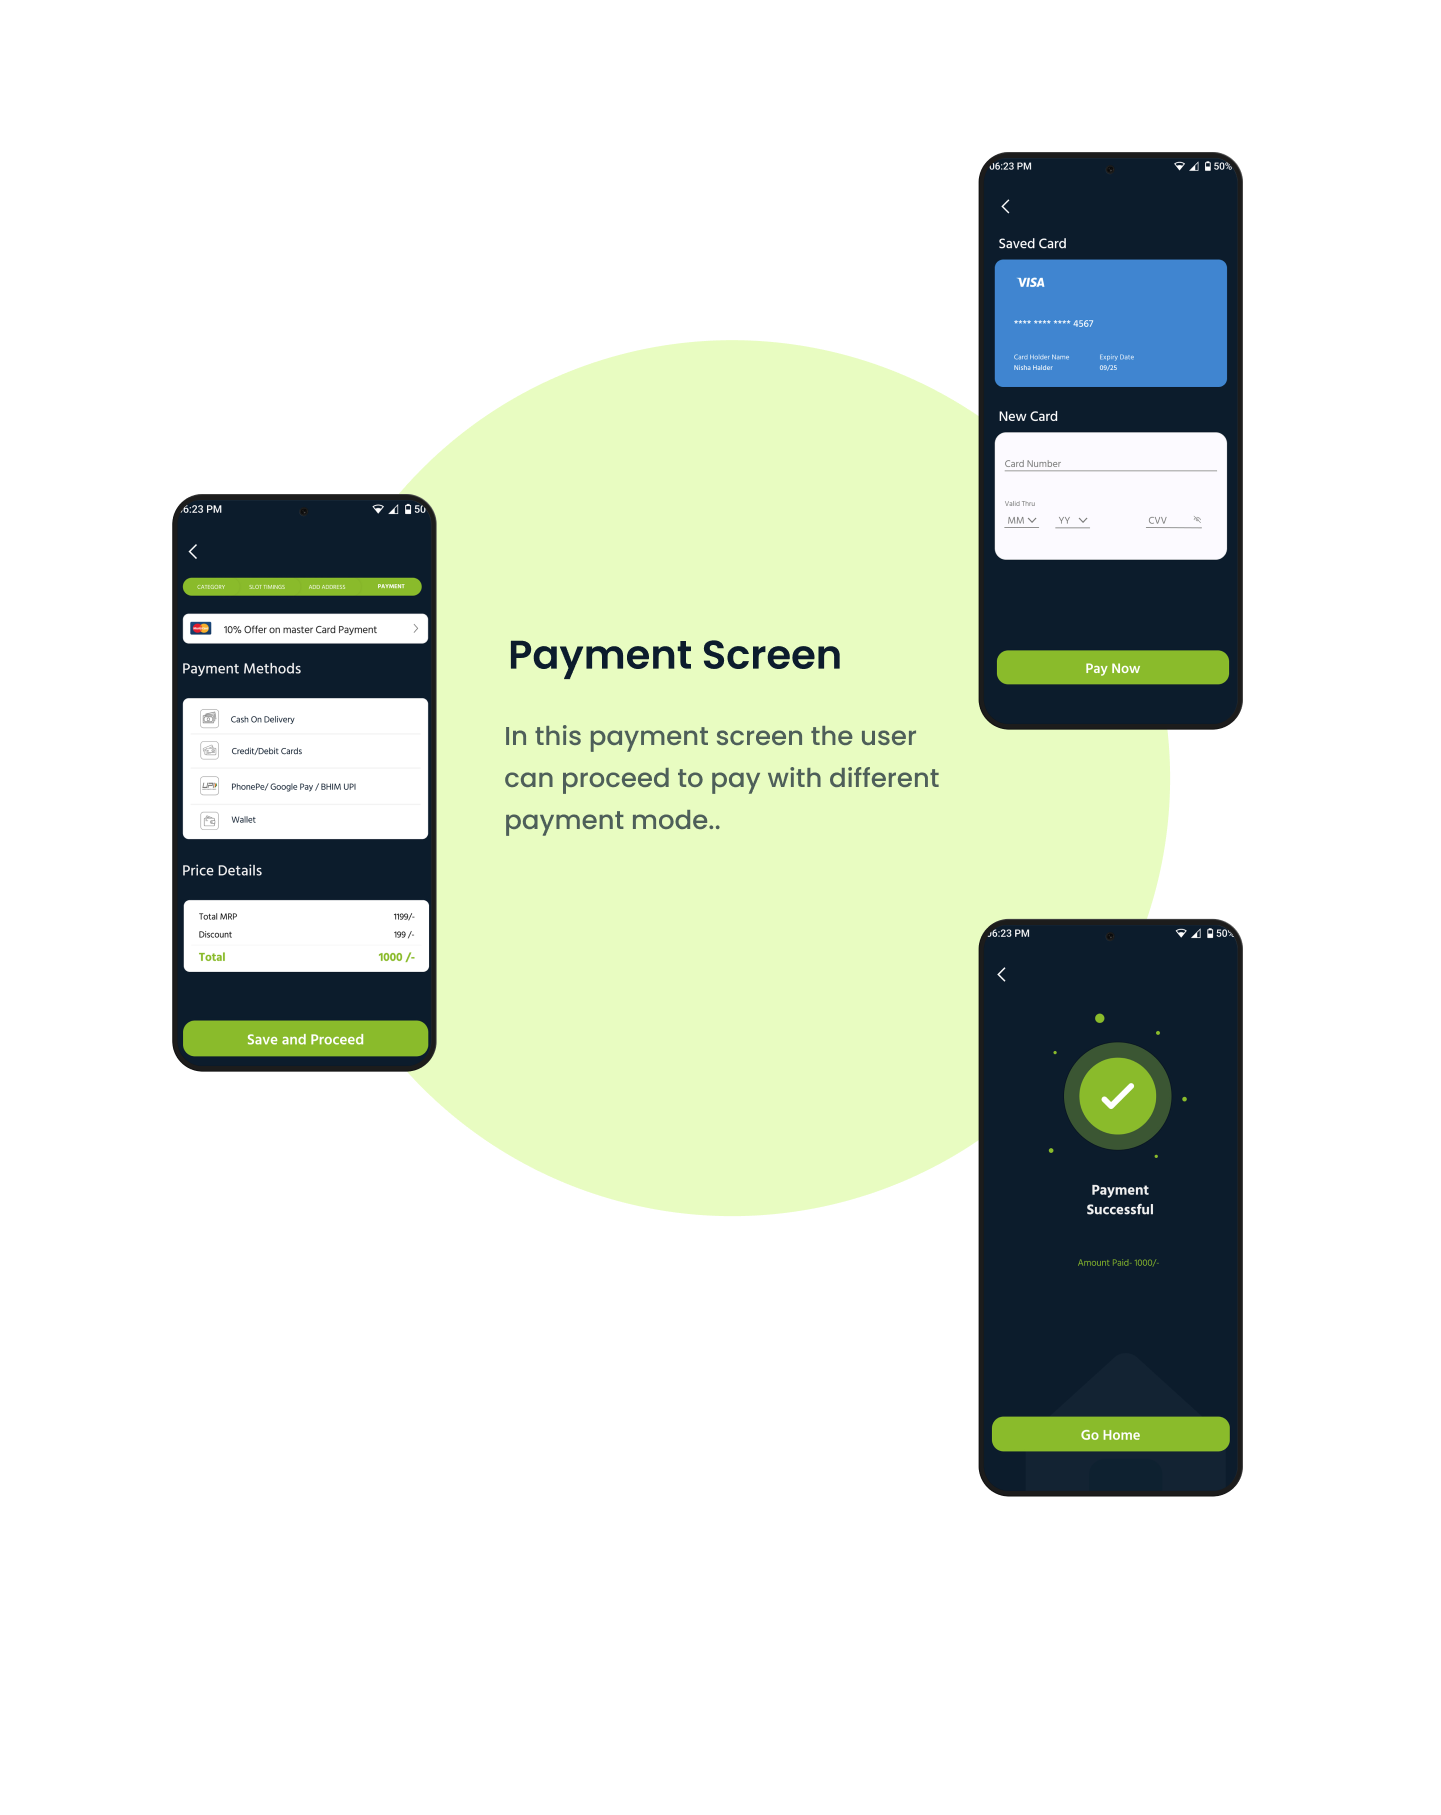 06:23 PM
50%
Saved Card
VISA
**** **** **** 4567
Card Holder Name Expiry Date
Nisha Halder 09/25
New Card
Card Number
Valid Thru
MM YY CVV
Pay Now
6:23 PM
50
CATEGORY SLOT TIMINGS ADD ADDRESS PAYMENT
10% Offer on master Card Payment
Payment Methods
Cash On Delivery
Credit/Debit Cards
UPI PhonePe/ Google Pay / BHIM UPI
Wallet
Price Details
Total MRP 1199/-
Discount 199 /-
Total 1000 /-
Save and Proceed
Payment Screen
In this payment screen the user
can proceed to pay with different
payment mode..
06:23 PM
50%
Payment
Successful
Amount Paid- 1000/-
Go Home